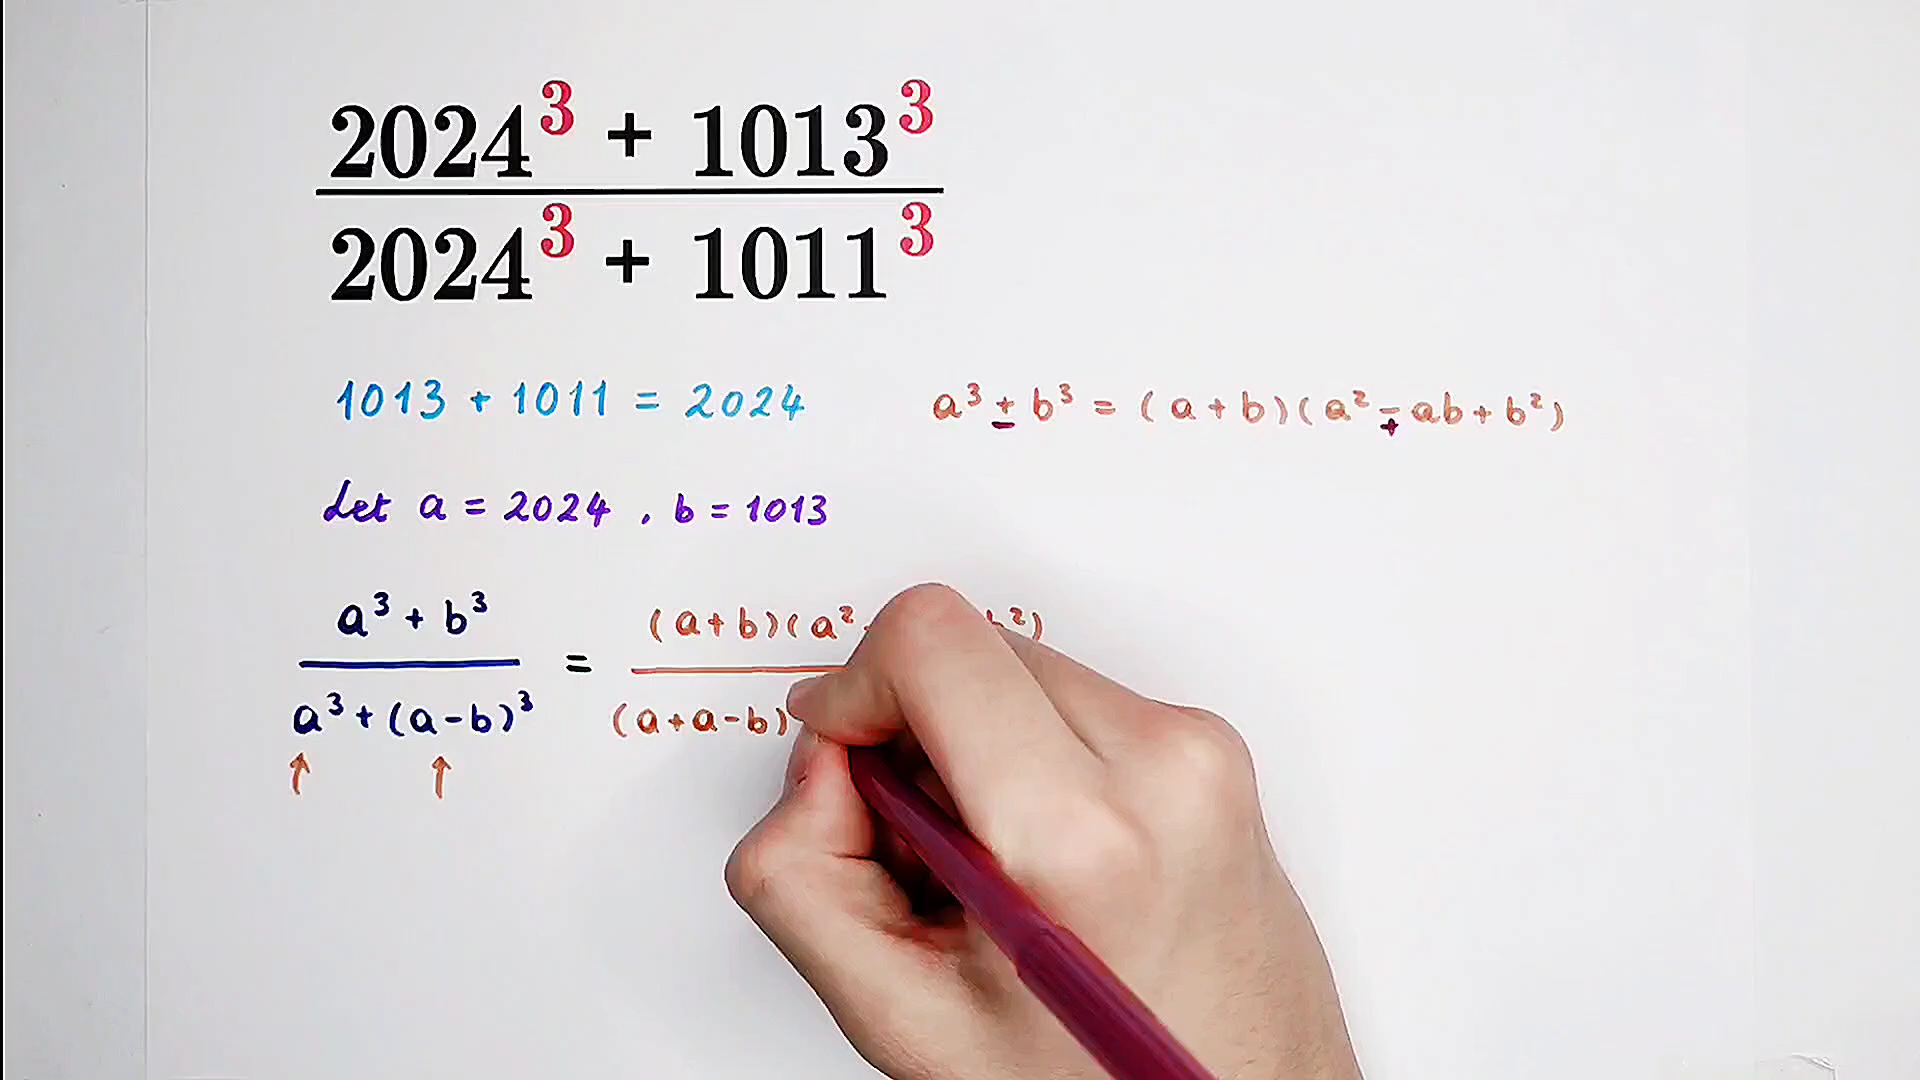 2024³ + 1013³
2024³ + 1011³
1013 + 1011 = 2024
a³ ± b³ = (a + b)(a² ∓ ab + b²)
Let a = 2024 , b = 1013
a³ + b³ = (a + b)(a² b²)
a³ + (a - b)³ (a + a - b)
↑ ↑